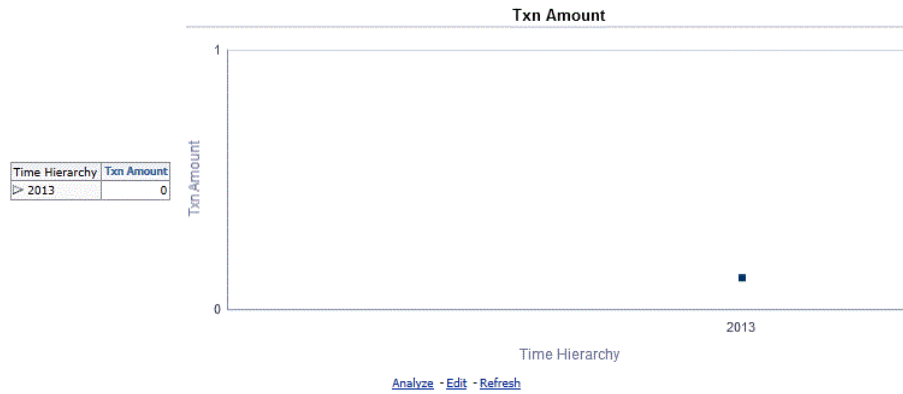 Txn Amount
1
Txn Amount
0
2013
Time Hierarchy
Time Hierarchy Txn Amount
2013 0
Analyze - Edit - Refresh